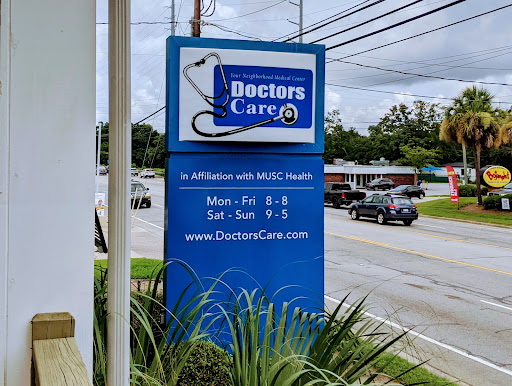 Your Neighborhood Medical Center
Doctors
Care
in Affiliation with MUSC Health
Mon - Fri 8 - 8
Sat - Sun 9 - 5
www.DoctorsCare.com
Bojangles